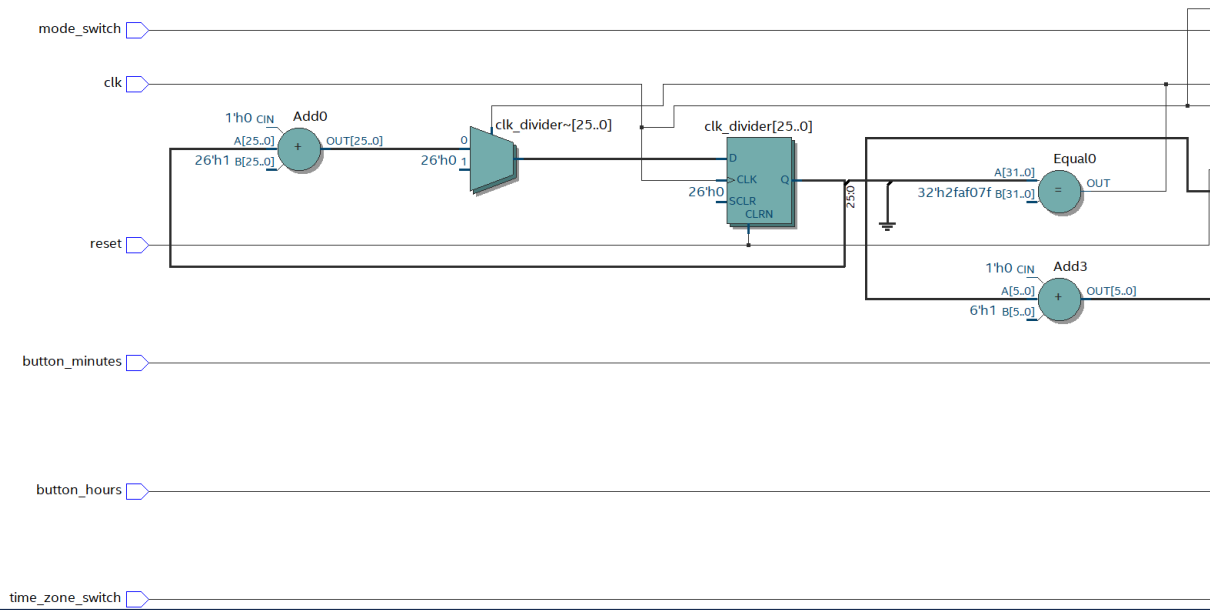 mode_switch
clk
1'h0 CIN
Add0
A[25..0]
OUT[25..0]
26'h1 B[25..0]
+
clk_divider~[25..0]
0
26'h0 1
clk_divider[25..0]
D
CLK
Q
26'h0
SCLR
CLRN
25:0
Equal0
A[31..0]
OUT
32'h2faf07f B[31..0]
=
reset
Add3
1'h0 CIN
A[5..0]
OUT[5..0]
6'h1 B[5..0]
+
button_minutes
button_hours
time_zone_switch